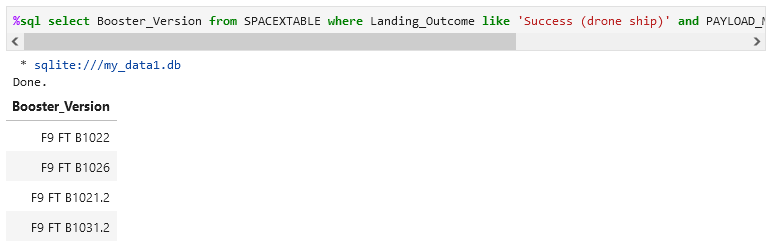 %sql select Booster_Version from SPACEXTABLE where Landing_Outcome like 'Success (drone ship)' and
* sqlite:///my_data1.db
Done.
Booster_Version
F9 FT B1022
F9 FT B1026
F9 FT B1021.2
F9 FT B1031.2